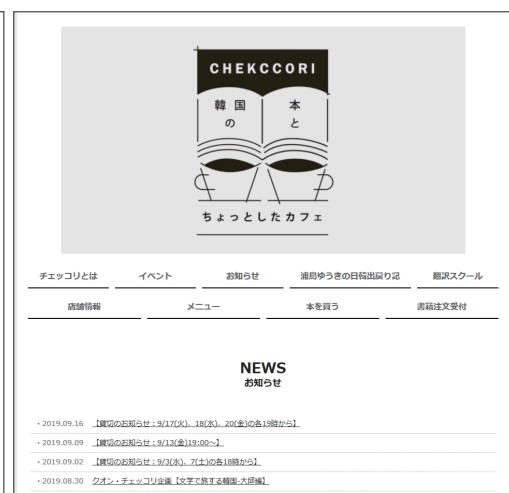 CHEKCCORI
韓国 本
の と
ちょっとしたカフェ
チェッコリとは イベント お知らせ 浦島ゆうきの日韓出戻り記 翻訳スクール
店舗情報 メニュー 本を買う 書籍注文受付
NEWS
お知らせ
・2019.09.16 【貸切のお知らせ：9/17(火)、18(水)、20(金)の各19時から】
・2019.09.09 【貸切のお知らせ：9/13(金)19:00～】
・2019.09.02 【貸切のお知らせ：9/3(水)、7(土)の各18時から】
・2019.08.30 クオン・チェッコリ企画【文学で旅する韓国-大邱編】